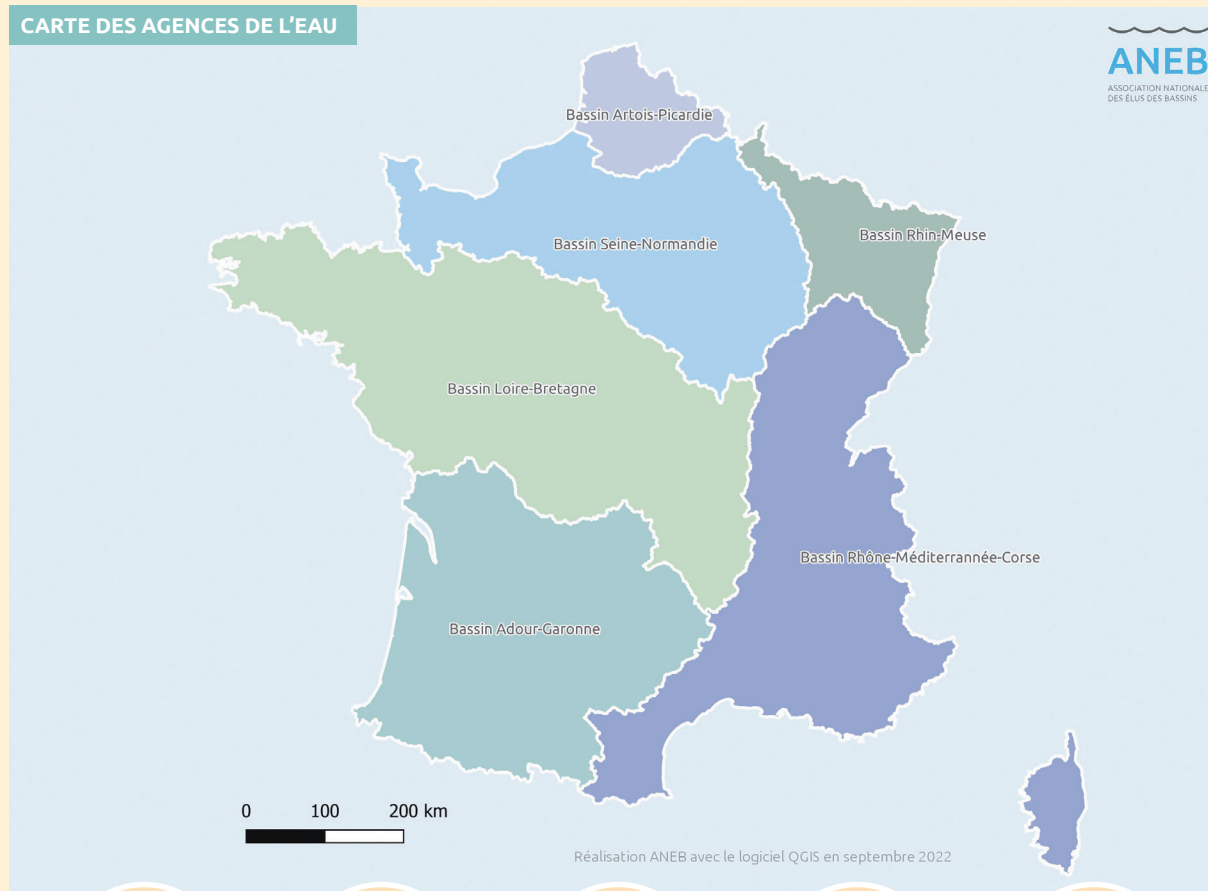 CARTE DES AGENCES DE L'EAU
ANEB
ASSOCIATION NATIONALE
DES ÉLUS DES BASSINS
Bassin Artois-Picardie
Bassin Rhin-Meuse
Bassin Seine-Normandie
Bassin Loire-Bretagne
Bassin Rhône-Méditerrannée-Corse
Bassin Adour-Garonne
0 100 200 km
Réalisation ANEB avec le logiciel QGIS en septembre 2022